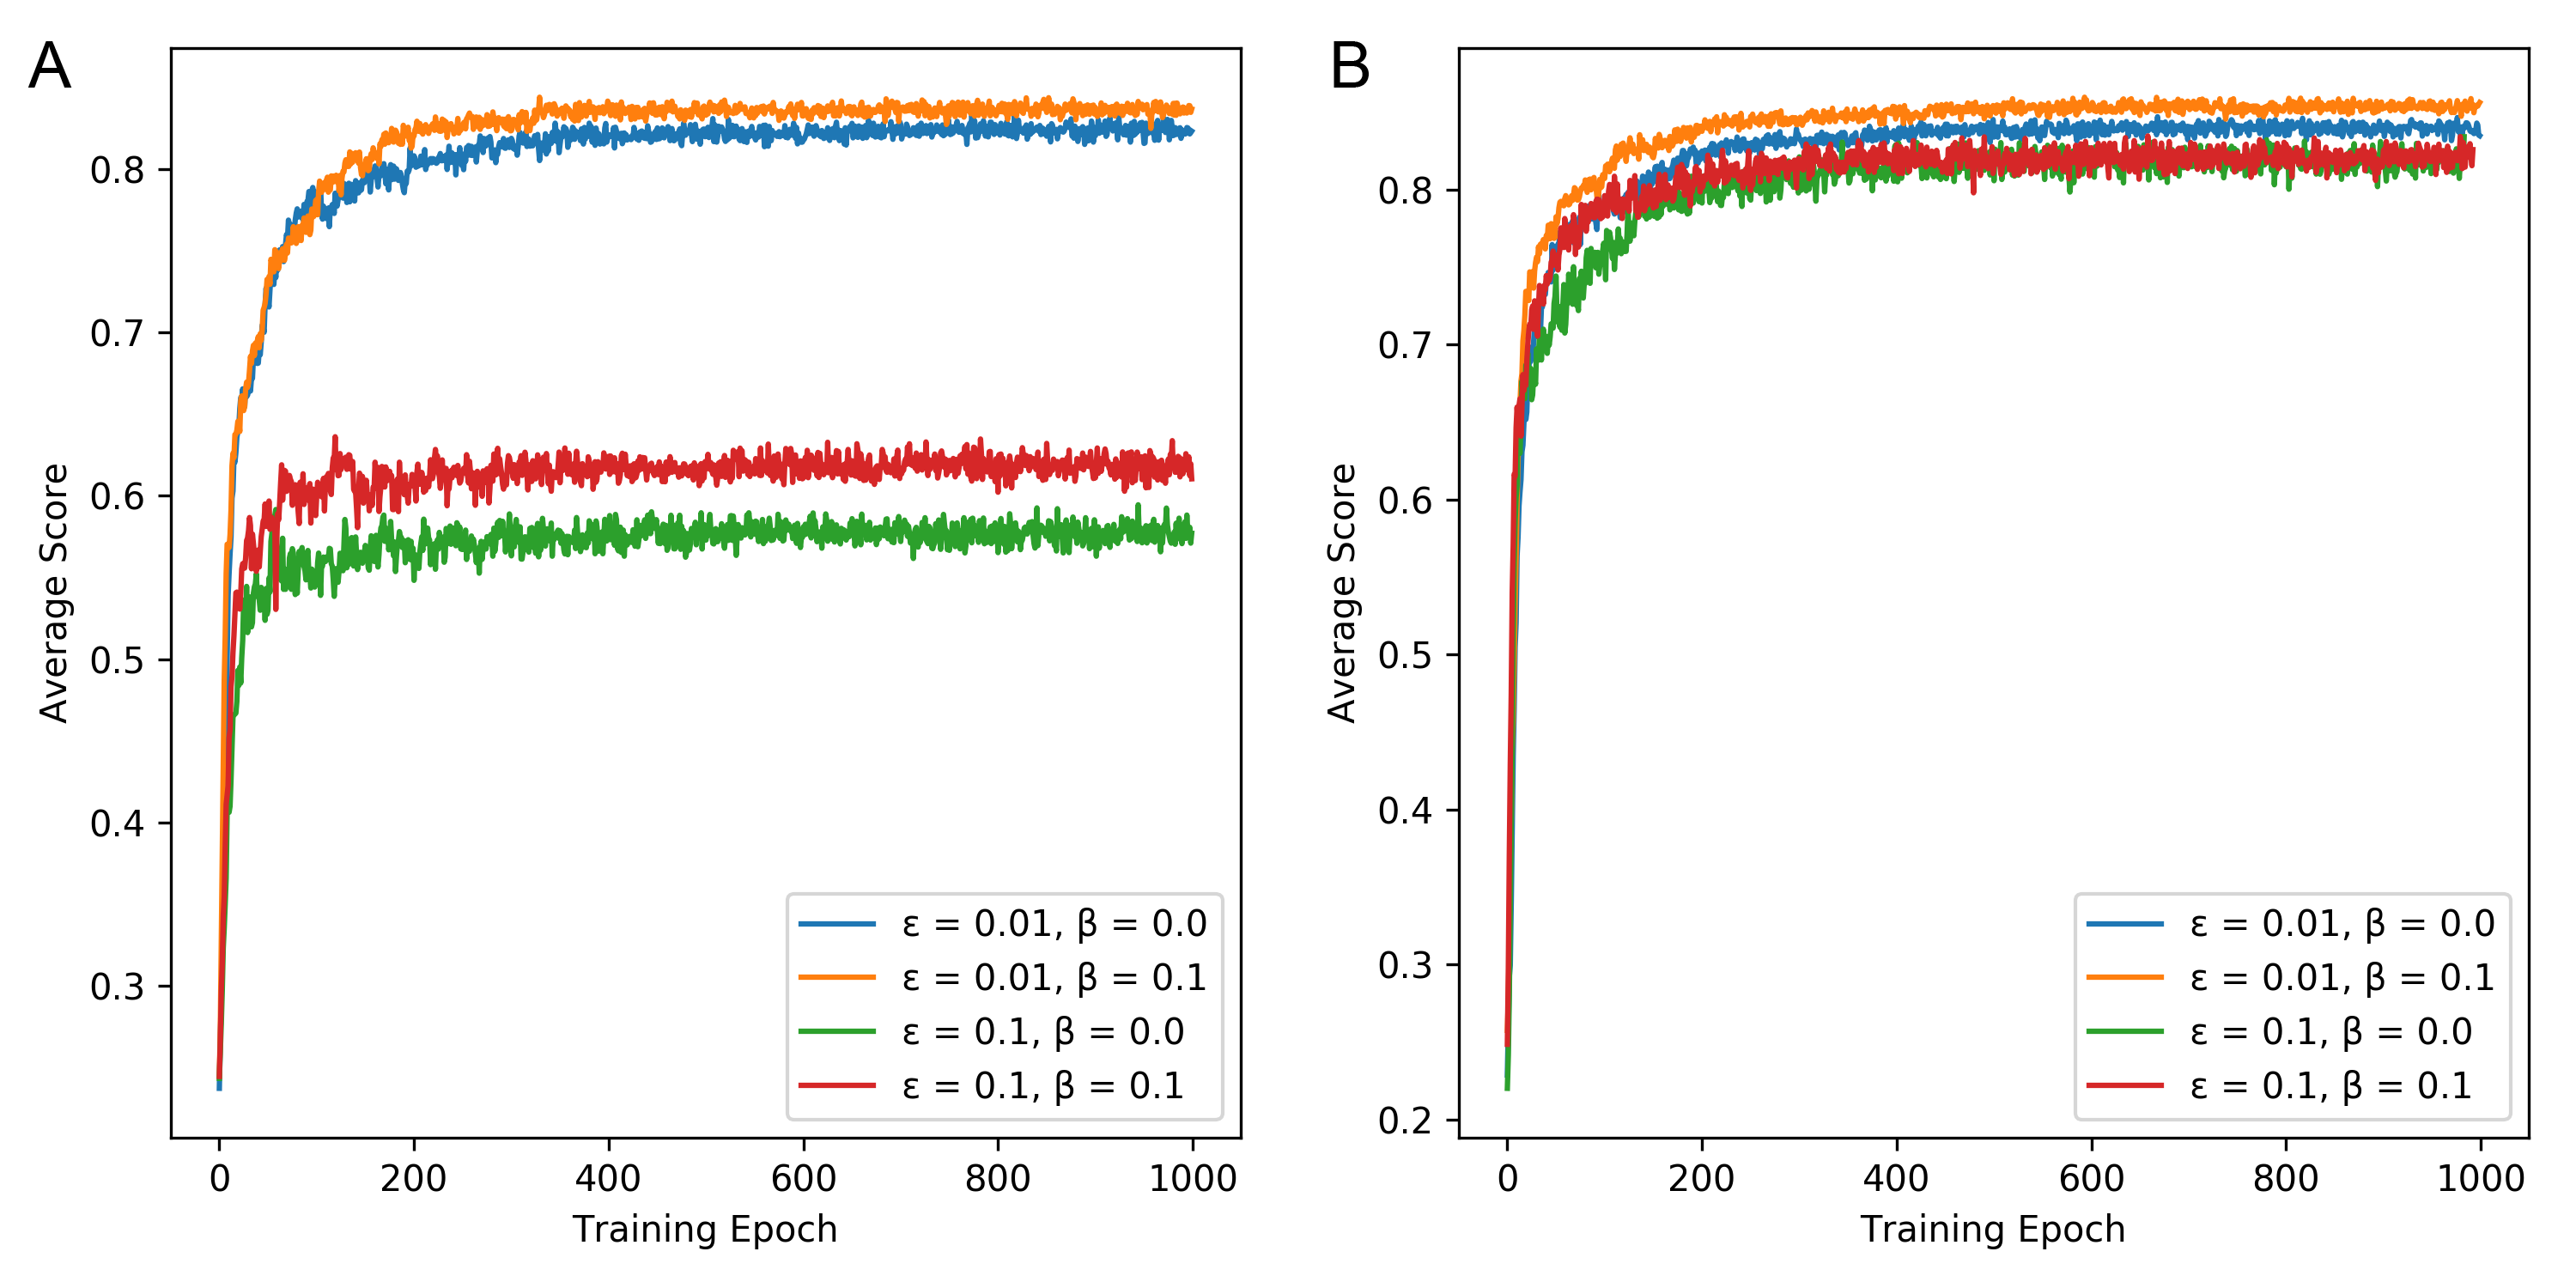 A
Average Score
0.8
0.7
0.6
0.5
0.4
0.3
0
200
400
600
800
1000
Training Epoch
ε = 0.01, β = 0.0
ε = 0.01, β = 0.1
ε = 0.1, β = 0.0
ε = 0.1, β = 0.1
B
Average Score
0.8
0.7
0.6
0.5
0.4
0.3
0.2
0
200
400
600
800
1000
Training Epoch
ε = 0.01, β = 0.0
ε = 0.01, β = 0.1
ε = 0.1, β = 0.0
ε = 0.1, β = 0.1